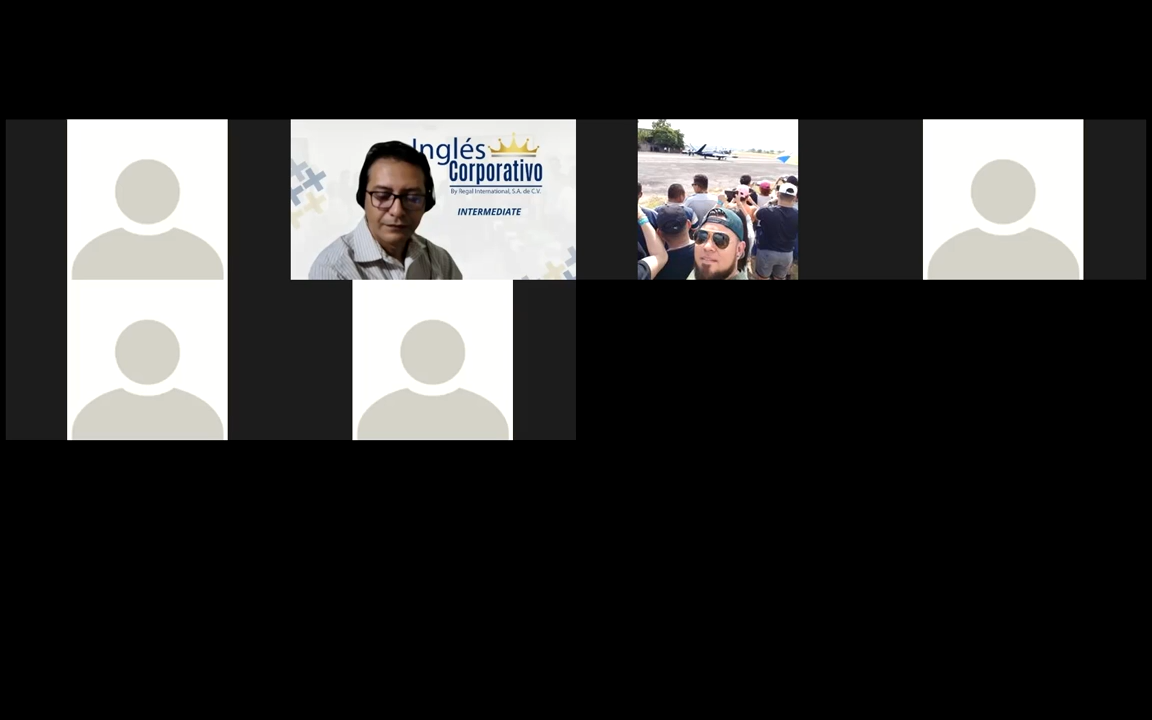 Inglés
Corporativo
By Regal International, S.A. de C.V.
INTERMEDIATE